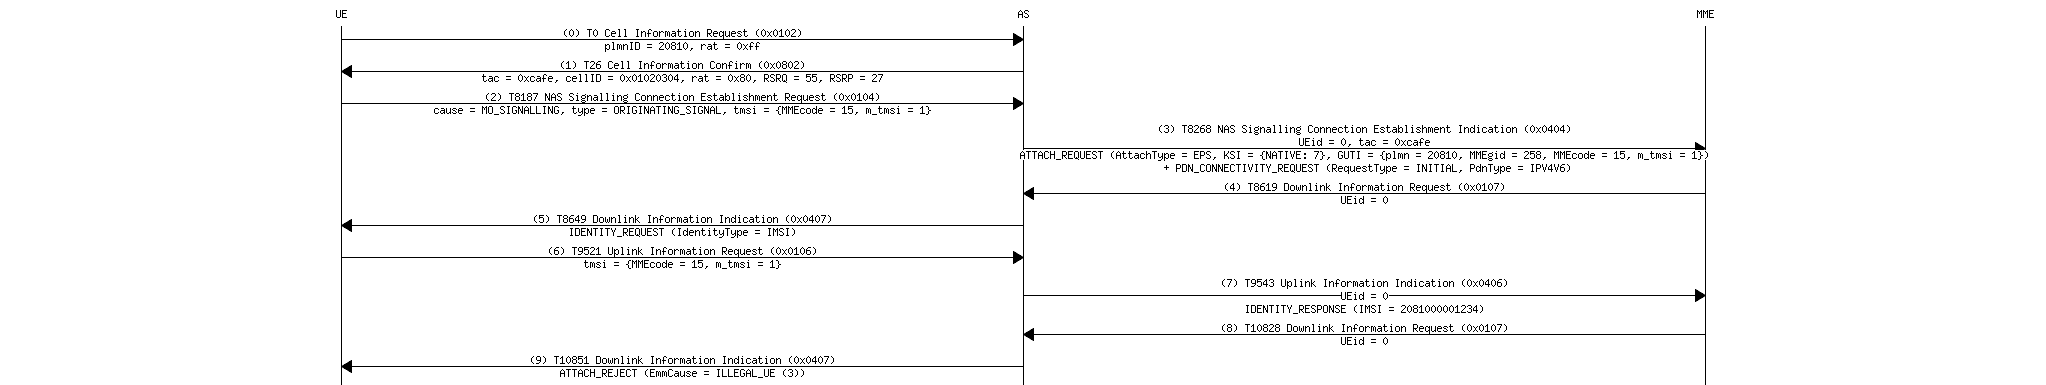 UE AS MME
(0) T0 Cell Information Request (0x0102)
plmnID = 20810, rat = 0xff
(1) T26 Cell Information Confirm (0x0802)
tac = 0xcafe, cellID = 0x01020304, rat = 0x80, RSRQ = 55, RSRP = 27
(2) T8187 NAS Signalling Connection Establishment Request (0x0104)
cause = MO_SIGNALLING, type = ORIGINATING_SIGNAL, tmsi = {MMEcode = 15, m_tmsi = 1}
(3) T8268 NAS Signalling Connection Establishment Indication (0x0404)
UEid = 0, tac = 0xcafe
ATTACH_REQUEST (AttachType = EPS, KSI = {NATIVE: 7}, GUTI = {plmn = 20810, MMEgid = 258, MMEcode = 15, m_tmsi = 1})
+ PDN_CONNECTIVITY_REQUEST (RequestType = INITIAL, PdnType = IPV4V6)
(4) T8619 Downlink Information Request (0x0107)
UEid = 0
(5) T8649 Downlink Information Indication (0x0407)
IDENTITY_REQUEST (IdentityType = IMSI)
(6) T9521 Uplink Information Request (0x0106)
tmsi = {MMEcode = 15, m_tmsi = 1}
(7) T9543 Uplink Information Indication (0x0406)
UEid = 0
IDENTITY_RESPONSE (IMSI = 2081000001234)
(8) T10828 Downlink Information Request (0x0107)
UEid = 0
(9) T10851 Downlink Information Indication (0x0407)
ATTACH_REJECT (EmmCause = ILLEGAL_UE (3))